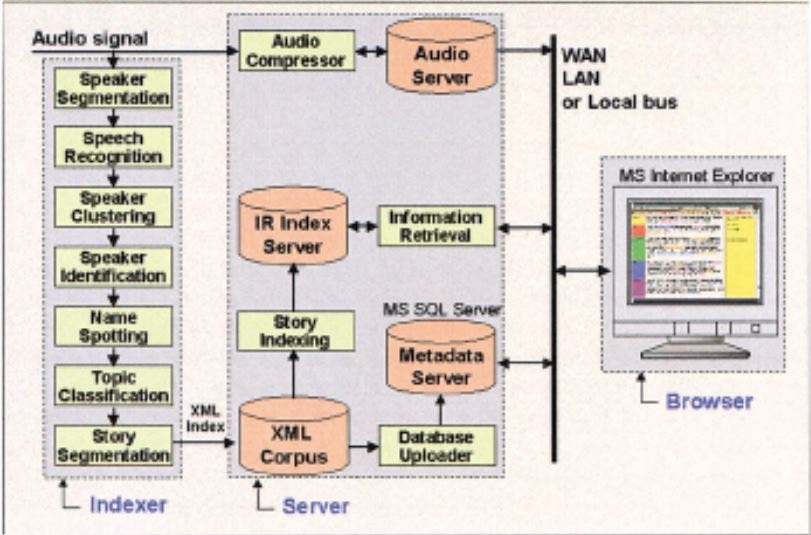 Audio signal
Speaker
Segmentation
Speech
Recognition
Speaker
Clustering
Speaker
Identification
Name
Spotting
Topic
Classification
Story
Segmentation
Indexer
XML
Index
Audio
Compressor
Audio
Server
IR Index
Server
Information
Retrieval
Story
Indexing
MS SQL Server
Metadata
Server
XML
Corpus
Database
Uploader
Server
WAN
LAN
or Local bus
MS Internet Explorer
Browser